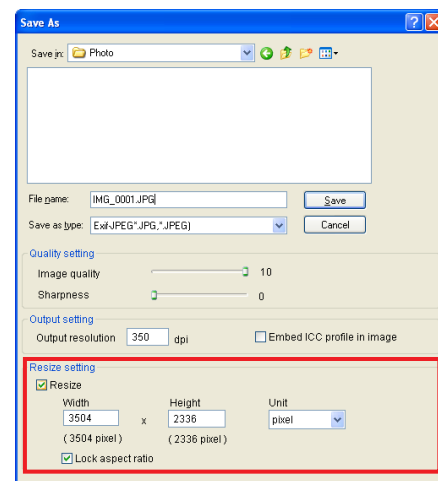 Save As
Save in: Photo
File name: IMG_0001.JPG Save
Save as type: Exif-JPEG*.JPG,*.JPEG) Cancel
Quality setting
Image quality 10
Sharpness 0
Output setting
Output resolution 350 dpi Embed ICC profile in image
Resize setting
Resize
Width Height Unit
3504 x 2336 pixel
( 3504 pixel ) ( 2336 pixel )
Lock aspect ratio